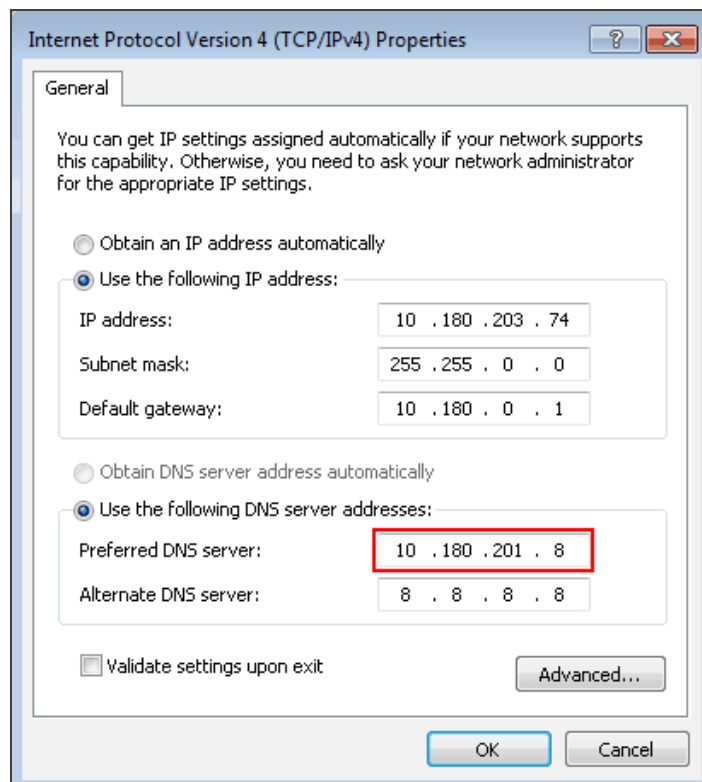 Internet Protocol Version 4 (TCP/IPv4) Properties
General
You can get IP settings assigned automatically if your network supports
this capability. Otherwise, you need to ask your network administrator
for the appropriate IP settings.
Obtain an IP address automatically
Use the following IP address:
IP address: 10 . 180 . 203 . 74
Subnet mask: 255 . 255 . 0 . 0
Default gateway: 10 . 180 . 0 . 1
Obtain DNS server address automatically
Use the following DNS server addresses:
Preferred DNS server: 10 . 180 . 201 . 8
Alternate DNS server: 8 . 8 . 8 . 8
Validate settings upon exit
Advanced...
OK Cancel